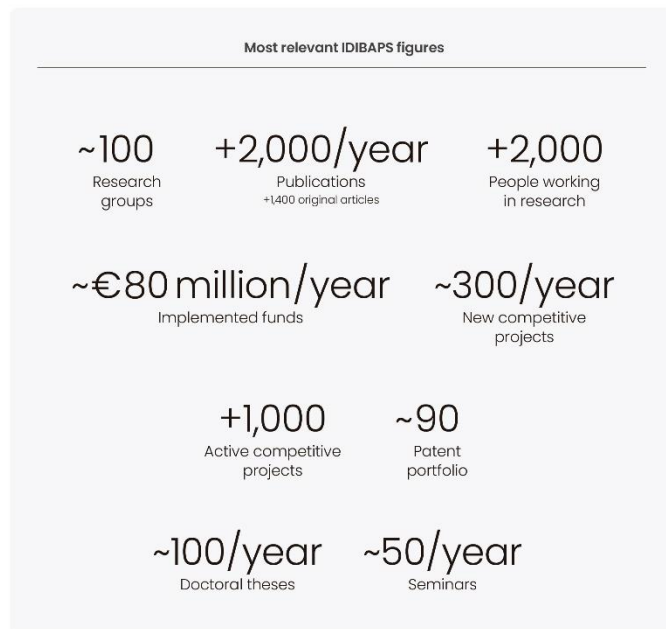 Most relevant IDIBAPS figures
~100
Research
groups
+2,000/year
Publications
+1,400 original articles
+2,000
People working
in research
~€80 million/year
Implemented funds
~300/year
New competitive
projects
+1,000
Active competitive
projects
~90
Patent
portfolio
~100/year
Doctoral theses
~50/year
Seminars